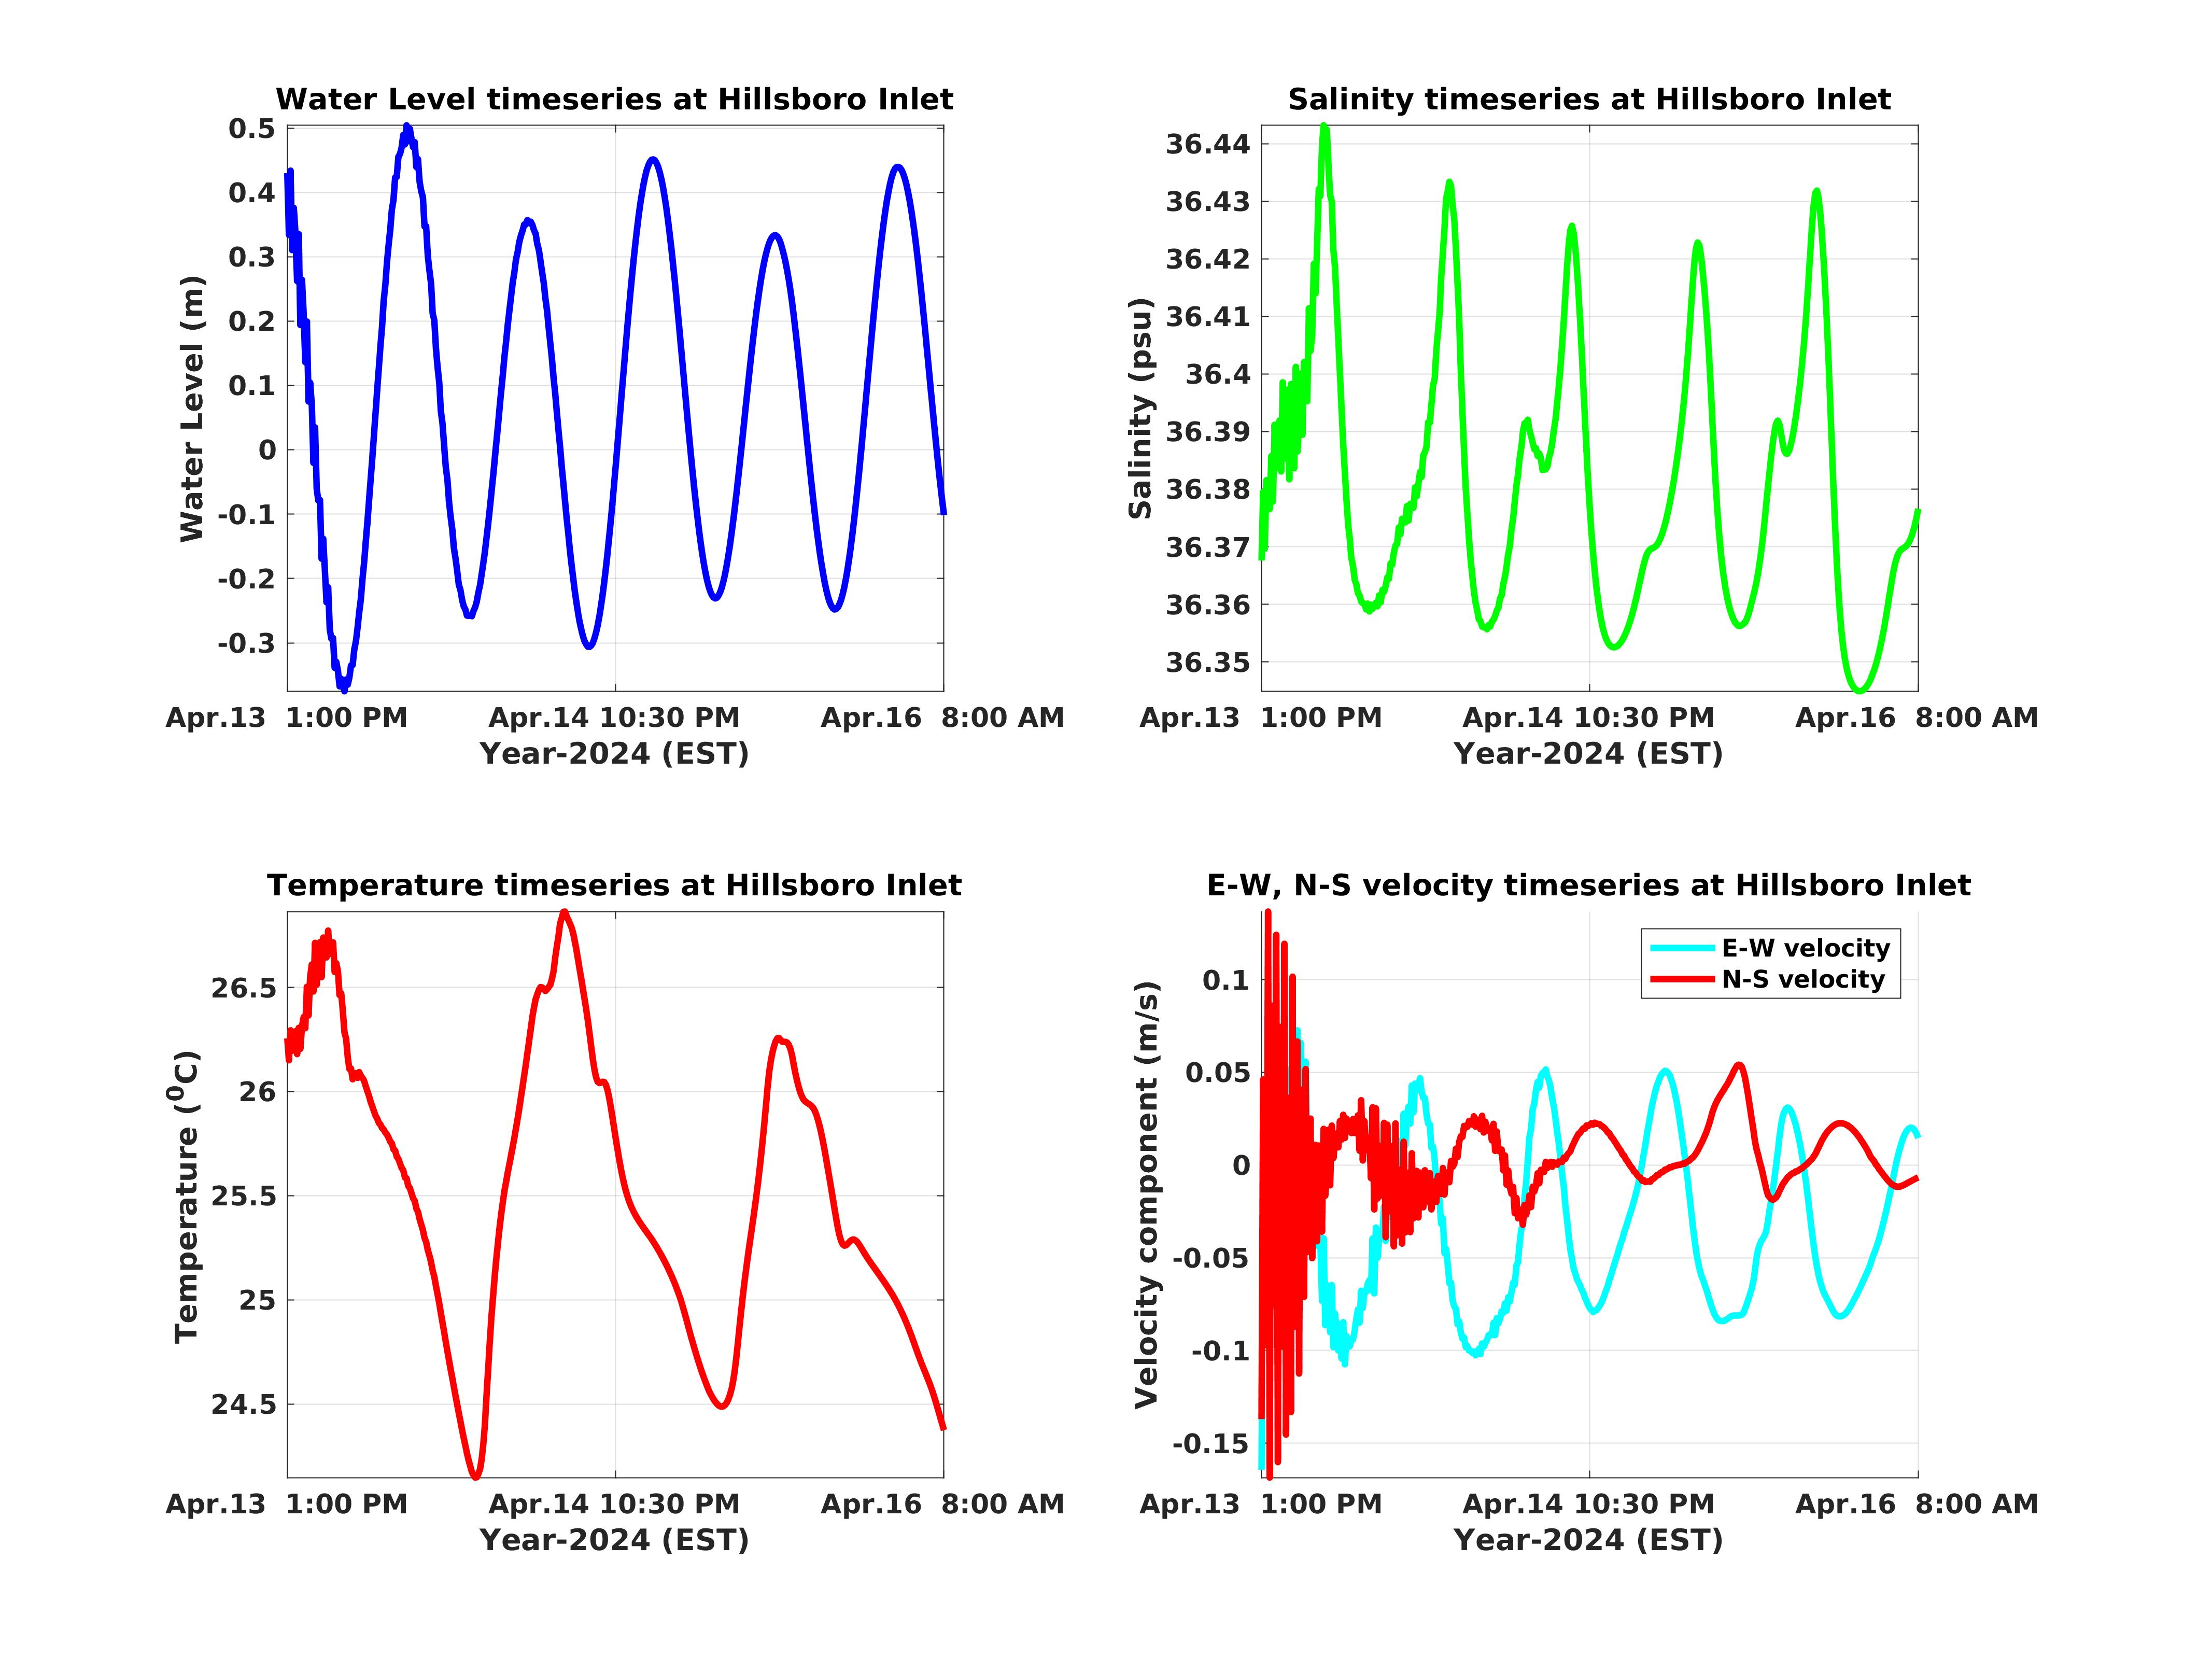 Water Level timeseries at Hillsboro Inlet
Water Level (m)
0.5
0.4
0.3
0.2
0.1
0
-0.1
-0.2
-0.3
Apr.13 1:00 PM
Apr.14 10:30 PM
Apr.16 8:00 AM
Year-2024 (EST)
Salinity timeseries at Hillsboro Inlet
Salinity (psu)
36.44
36.43
36.42
36.41
36.4
36.39
36.38
36.37
36.36
36.35
Apr.13 1:00 PM
Apr.14 10:30 PM
Apr.16 8:00 AM
Year-2024 (EST)
Temperature timeseries at Hillsboro Inlet
Temperature (⁰C)
26.5
26
25.5
25
24.5
Apr.13 1:00 PM
Apr.14 10:30 PM
Apr.16 8:00 AM
Year-2024 (EST)
E-W, N-S velocity timeseries at Hillsboro Inlet
Velocity component (m/s)
0.1
0.05
0
-0.05
-0.1
-0.15
E-W velocity
N-S velocity
Apr.13 1:00 PM
Apr.14 10:30 PM
Apr.16 8:00 AM
Year-2024 (EST)